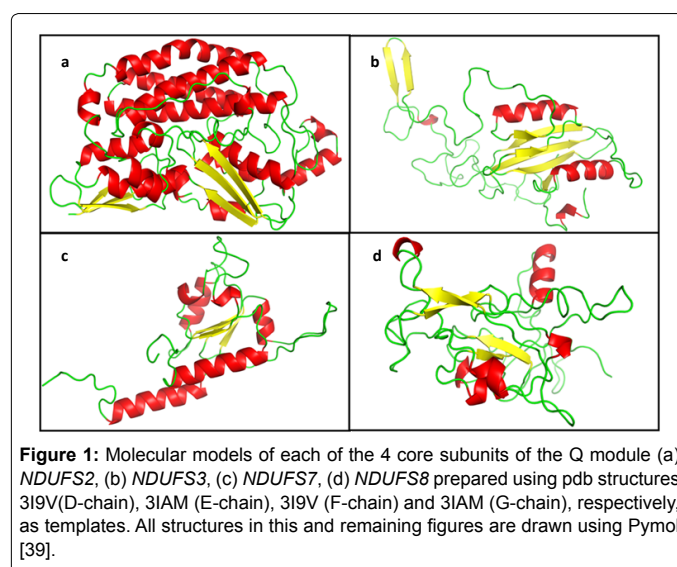 a
b
c
d
Figure 1: Molecular models of each of the 4 core subunits of the Q module (a)
NDUFS2, (b) NDUFS3, (c) NDUFS7, (d) NDUFS8 prepared using pdb structures
3I9V(D-chain), 3IAM (E-chain), 3I9V (F-chain) and 3IAM (G-chain), respectively,
as templates. All structures in this and remaining figures are drawn using Pymol
[39].